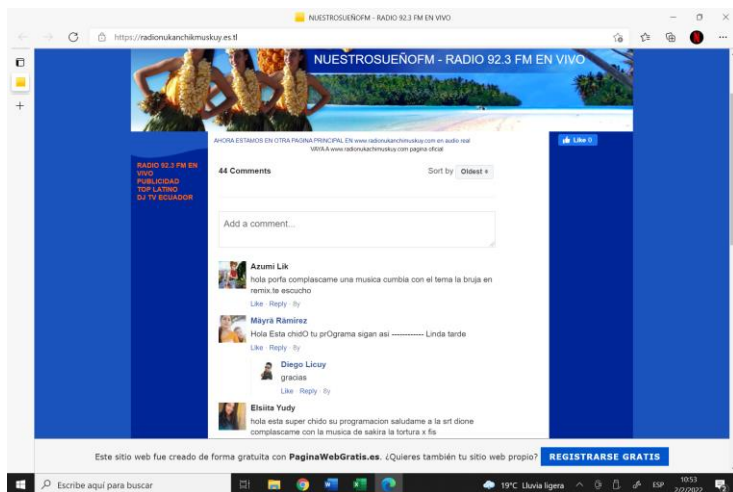 NUESTROSUEÑOFM - RADIO 92.3 FM EN VIVO
https://radionukanchikmuskuy.es.tl
NUESTROSUEÑOFM - RADIO 92.3 FM EN VIVO
AHORA ESTAMOS EN OTRA PAGINA PRINCIPAL EN www.radionukanchimuskuy.com en audio real
VAYA A www.radionukachimuskuy.com pagina oficial
Like 0
RADIO 92.3 FM EN
VIVO
PUBLICIDAD
TOP LATINO
DJ TV ECUADOR
44 Comments
Sort by Oldest
Add a comment...
Azumi Lik
hola porfa complascame una musica cumbia con el tema la bruja en
remix.te escucho
Like · Reply · 8y
Máyrá Rámirez
Hola Esta chidO tu prOgrama sigan asi ------------ Linda tarde
Like · Reply · 8y
Diego Licuy
gracias
Like · Reply · 8y
Elsiita Yudy
hola esta super chido su programacion saludame a la srt dione
complascame con la musica de sakira la tortura x fis
Este sitio web fue creado de forma gratuita con PaginaWebGratis.es. ¿Quieres también tu sitio web propio?
REGISTRARSE GRATIS
Escribe aquí para buscar
19°C Lluvia ligera
ESP
10:53
2/2/2022